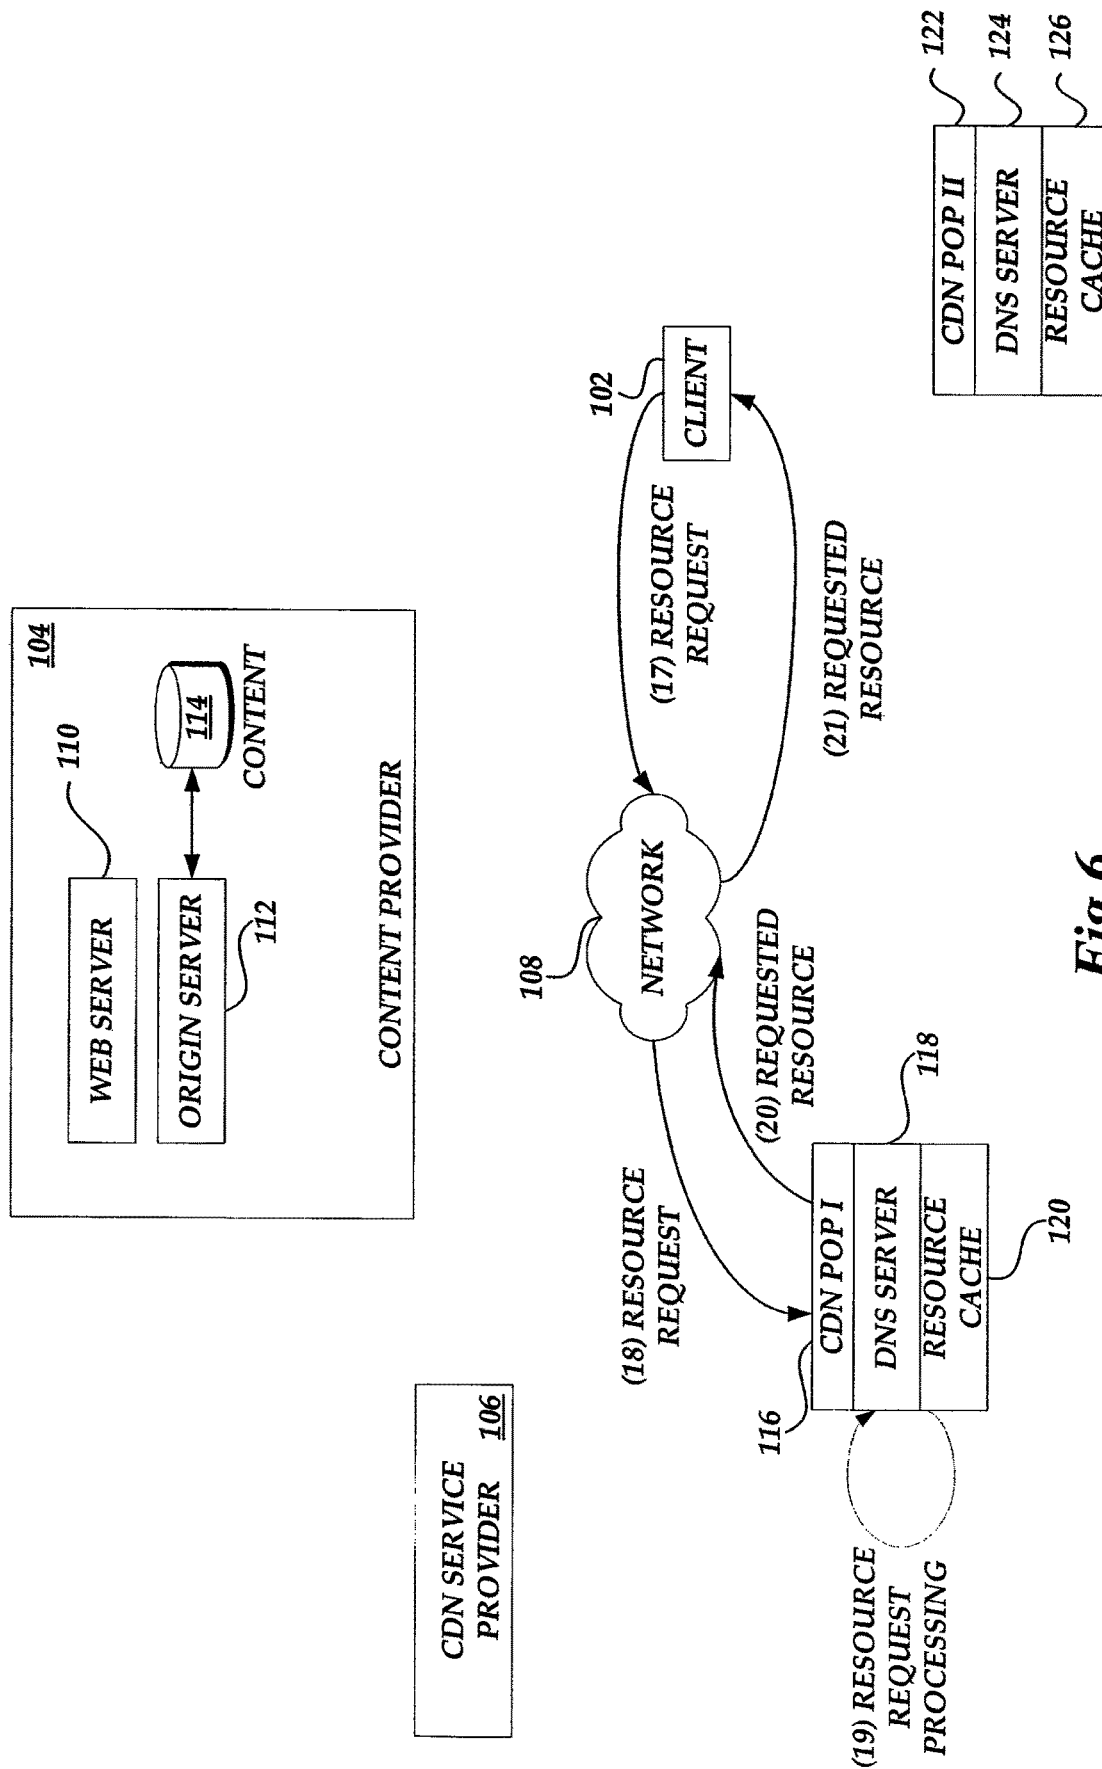 104
110
WEB SERVER
ORIGIN SERVER
112
114
CONTENT
CONTENT PROVIDER
CDN SERVICE
PROVIDER
106
108
NETWORK
102
CLIENT
(17) RESOURCE
REQUEST
(18) RESOURCE
REQUEST
(19) RESOURCE
REQUEST
PROCESSING
(20) REQUESTED
RESOURCE
(21) REQUESTED
RESOURCE
116
CDN POP I
DNS SERVER
118
RESOURCE
CACHE
120
CDN POP II
122
DNS SERVER
124
RESOURCE
CACHE
126
Fig.6.